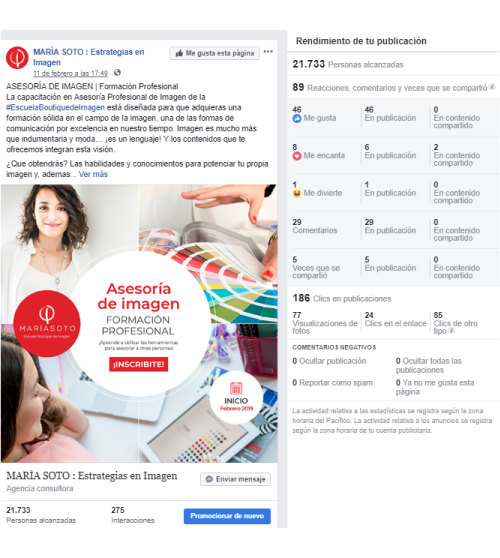 MARÌA SOTO : Estrategias en
Imagen
Me gusta esta página
11 de febrero a las 17:49 ·
ASESORÍA DE IMAGEN | Formación Profesional
La capacitación en Asesoría Profesional de Imagen de la
#EscuelaBoutiquedeImagen está diseñada para que adquieras una
formación sólida en el campo de la imagen, una de las formas de
comunicación por excelencia en nuestro tiempo. Imagen es mucho más
que indumentaria y moda... ¡es un lenguaje! Y los contenidos que te
ofrecemos integran esta visión.
¿Que obtendrás? Las habilidades y conocimientos para potenciar tu propia
imagen y, ademas... Ver más
Asesoría
de imagen
FORMACIÓN
PROFESIONAL
¡Aprende a utilizar las herramientas
para asesorar a otras personas!
¡INSCRIBITE!
MARÍASOTO
Escuela Boutique de Imagen
INICIO
Febrero 2019
MARÌA SOTO : Estrategias en Imagen
Agencia consultora
Enviar mensaje
21.733
Personas alcanzadas
275
Interacciones
Promocionar de nuevo
Rendimiento de tu publicación
21.733 Personas alcanzadas
89 Reacciones, comentarios y veces que se compartió
46
Me gusta
46
En publicación
0
En contenido
compartido
8
Me encanta
6
En publicación
2
En contenido
compartido
1
Me divierte
1
En publicación
0
En contenido
compartido
29
Comentarios
29
En publicación
0
En contenido
compartido
5
Veces que se
compartió
5
En publicación
0
En contenido
compartido
186 Clics en publicaciones
77
Visualizaciones de
fotos
24
Clics en el enlace
85
Clics de otro
tipo
COMENTARIOS NEGATIVOS
0 Ocultar publicación
0 Ocultar todas las
publicaciones
0 Reportar como spam
0 Ya no me gusta esta
página
La actividad relativa a las estadísticas se registra según la zona
horaria del Pacífico. La actividad relativa a los anuncios se registra
según la zona horaria de tu cuenta publicitaria.